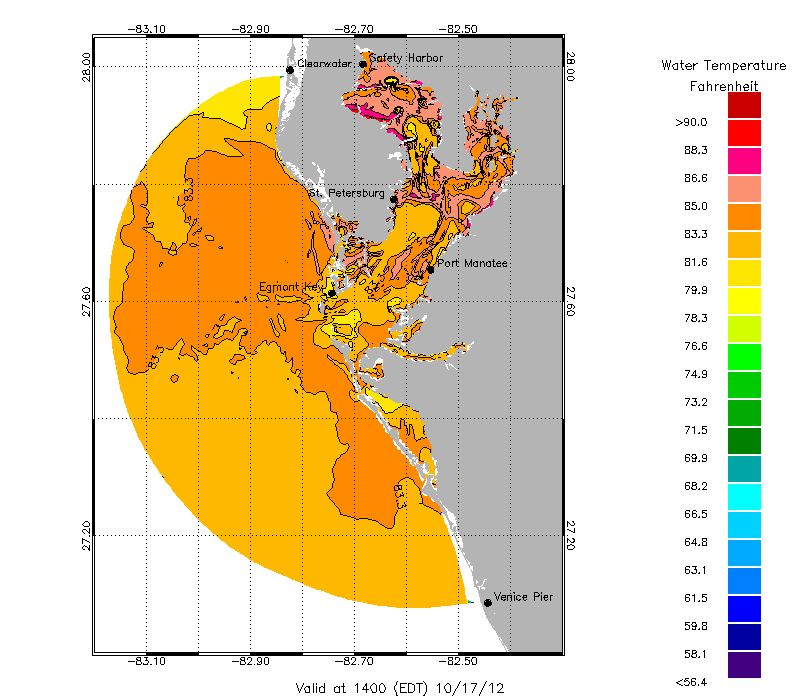 −83.10 −82.90 −82.70 −82.50
28.00 28.00
Safety Harbor
Clearwater
Water Temperature
Fahrenheit
>90.0
88.3
86.6
85.0
83.3
81.6
79.9
78.3
76.6
74.9
73.2
71.5
69.9
68.2
66.5
64.8
63.1
61.5
59.8
58.1
<56.4
83.3
St. Petersburg
Port Manatee
Egmont Key
27.60 27.60
83.3
83.3
27.20 27.20
Venice Pier
−83.10 −82.90 −82.70 −82.50
Valid at 1400 (EDT) 10/17/12